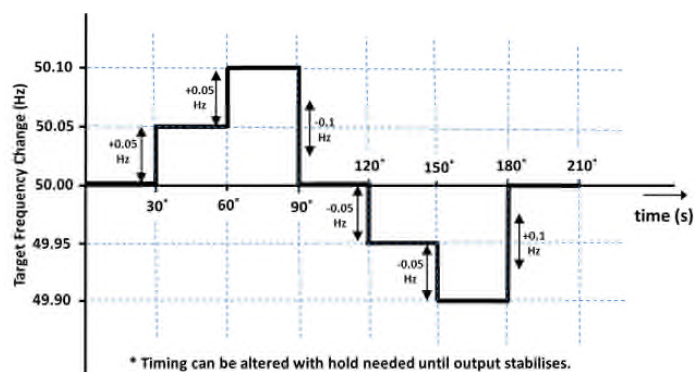 Target Frequency Change (Hz)
50.10
50.05
50.00
49.95
49.90
+0.05
Hz
+0.05
Hz
-0.1
Hz
30*
60*
90*
120*
150*
180*
210*
-0.05
Hz
-0.05
Hz
+0.1
Hz
time (s)
* Timing can be altered with hold needed until output stabilises.